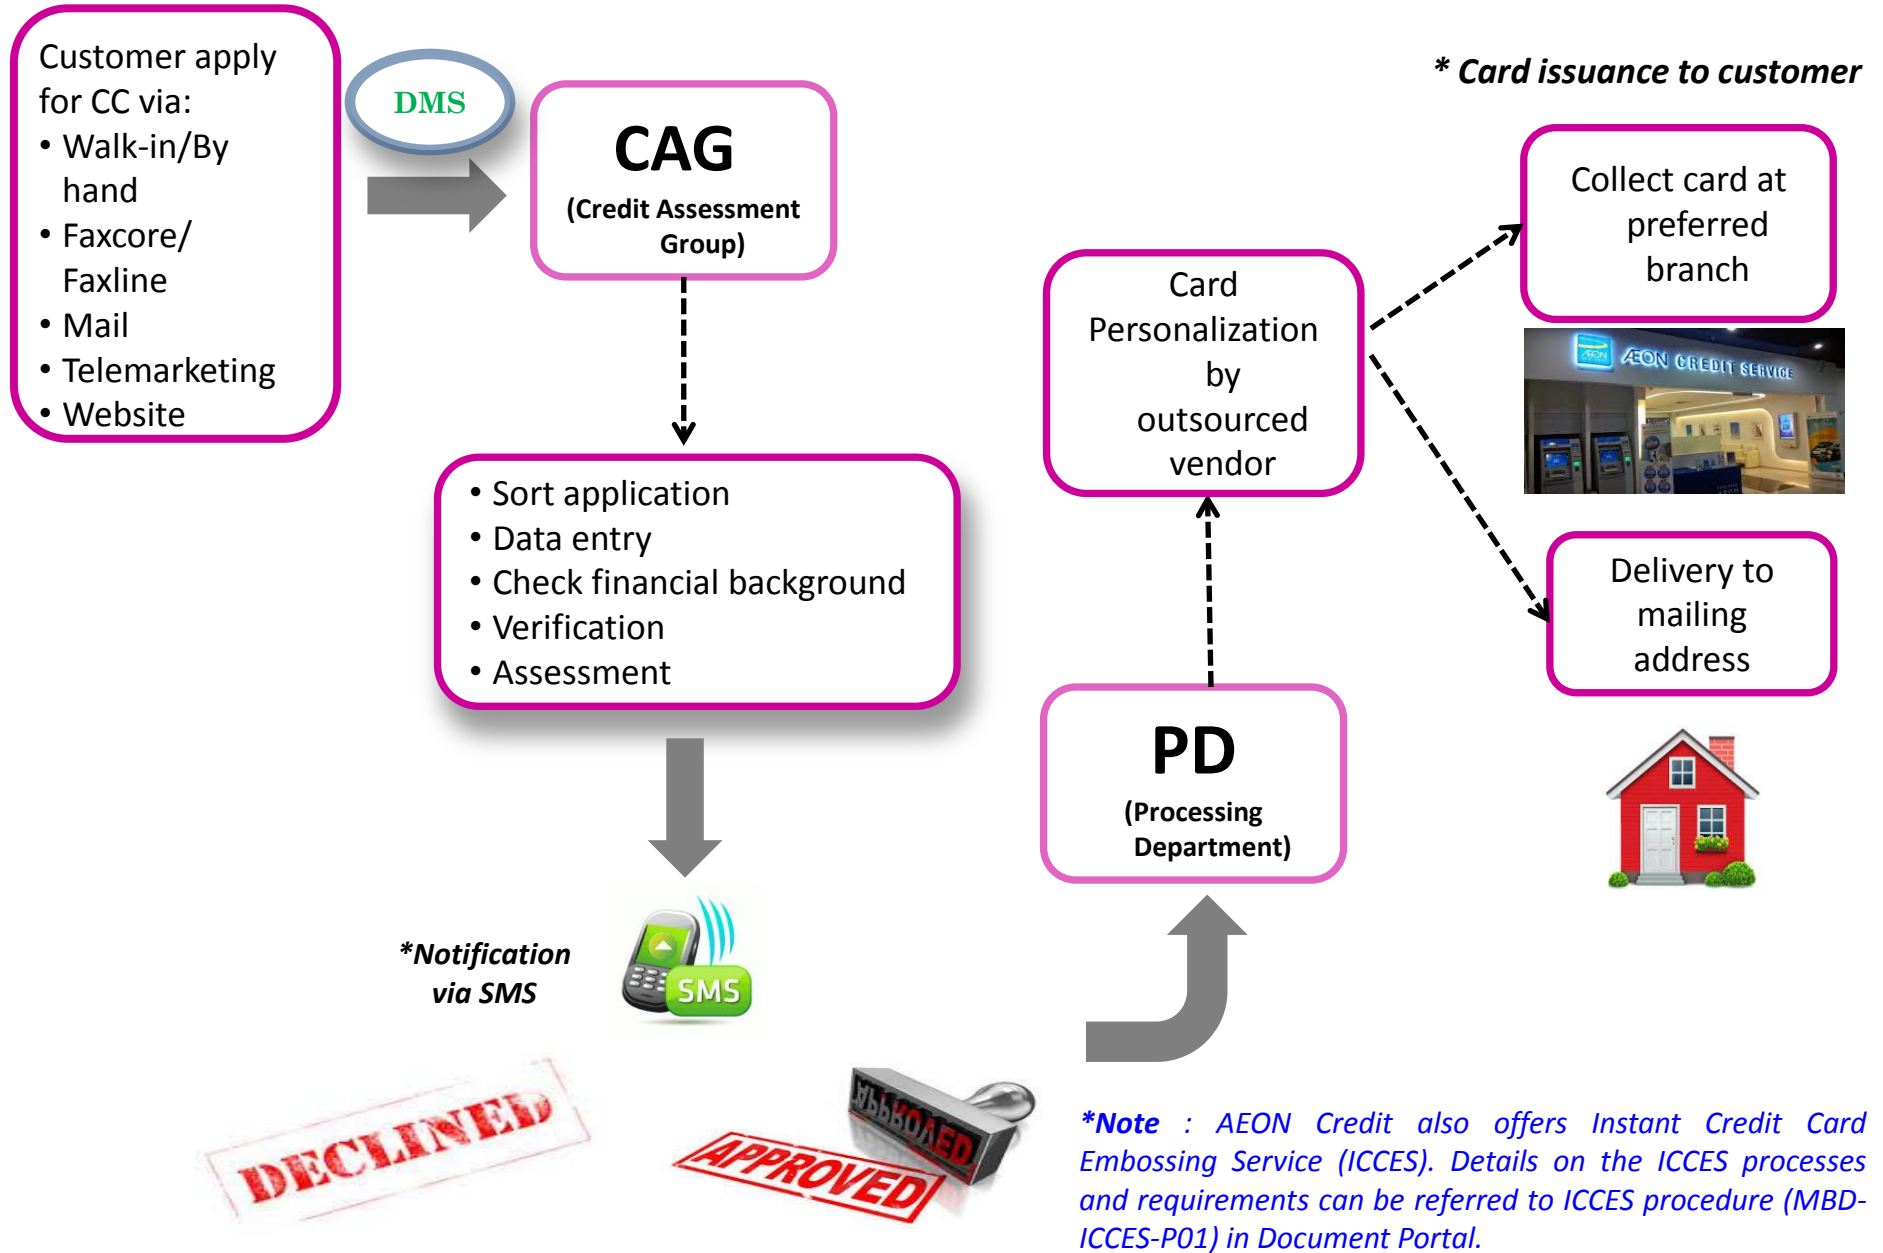 Customer apply
for CC via:
• Walk-in/By
hand
• Faxcore/
Faxline
• Mail
• Telemarketing
• Website
DMS
CAG
(Credit Assessment
Group)
• Sort application
• Data entry
• Check financial background
• Verification
• Assessment
*Notification
via SMS
SMS
DECLINED
APPROVED
APPROVED
PD
(Processing
Department)
Card
Personalization
by
outsourced
vendor
* Card issuance to customer
Collect card at
preferred
branch
AEON
ÆON CREDIT SERVICE
Delivery to
mailing
address
*Note : AEON Credit also offers Instant Credit Card
Embossing Service (ICCES). Details on the ICCES processes
and requirements can be referred to ICCES procedure (MBD-
ICCES-P01) in Document Portal.